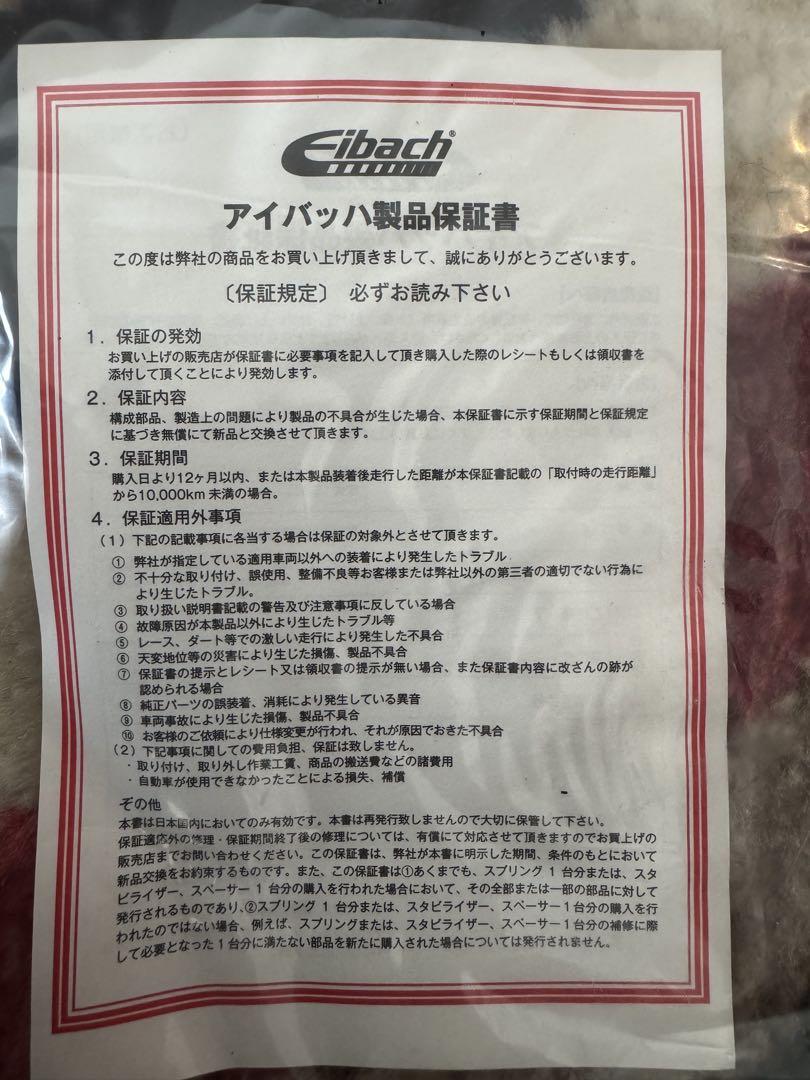 Eibach®
アイバッハ製品保証書
この度は弊社の商品をお買い上げ頂きまして、誠にありがとうございます。
〔保証規定〕 必ずお読み下さい
1．保証の発効
お買い上げの販売店が保証書に必要事項を記入して頂き購入した際のレシートもしくは領収書を
添付して頂くことにより発効します。
2．保証内容
構成部品、製造上の問題により製品の不具合が生じた場合、本保証書に示す保証期間と保証規定
に基づき無償にて新品と交換させて頂きます。
3．保証期間
購入日より12ヶ月以内、または本製品装着後走行した距離が本保証書記載の「取付時の走行距離」
から10,000km 未満の場合。
4．保証適用外事項
（1）下記の記載事項に各当する場合は保証の対象外とさせて頂きます。
① 弊社が指定している適用車両以外への装着により発生したトラブル
② 不十分な取り付け、誤使用、整備不良等お客様または弊社以外の第三者の適切でない行為に
より生じたトラブル。
③ 取り扱い説明書記載の警告及び注意事項に反している場合
④ 故障原因が本製品以外により生じたトラブル等
⑤ レース、ダート等での激しい走行により発生した不具合
⑥ 天変地位等の災害により生じた損傷、製品不具合
⑦ 保証書の提示とレシート又は領収書の提示が無い場合、また保証書内容に改ざんの跡が
認められる場合
⑧ 純正パーツの誤装着、消耗により発生している異音
⑨ 車両事故により生じた損傷、製品不具合
⑩ お客様のご依頼により仕様変更が行われ、それが原因でおきた不具合
（2）下記事項に関しての費用負担、保証は致しません。
・取り付け、取り外し作業工賃、商品の搬送費などの諸費用
・自動車が使用できなかったことによる損失、補償
その他
本書は日本国内においてのみ有効です。本書は再発行致しませんので大切に保管して下さい。
保証適応外の修理・保証期間終了後の修理については、有償にて対応させて頂きますのでお買上げの
販売店までお問い合わせください。この保証書は、弊社が本書に明示した期間、条件のもとにおいて
新品交換をお約束するものです。また、この保証書は①あくまでも、スプリング 1 台分または、スタ
ビライザー、スペーサー 1 台分の購入を行われた場合において、その全部または一部の部品に対して
発行されるものであり、②スプリング 1 台分または、スタビライザー、スペーサー1台分の購入を行
われたのではない場合、例えば、スプリングまたは、スタビライザー、スペーサー1台分の補修に際
して必要となった 1 台分に満たない部品を新たに購入された場合については発行されません。